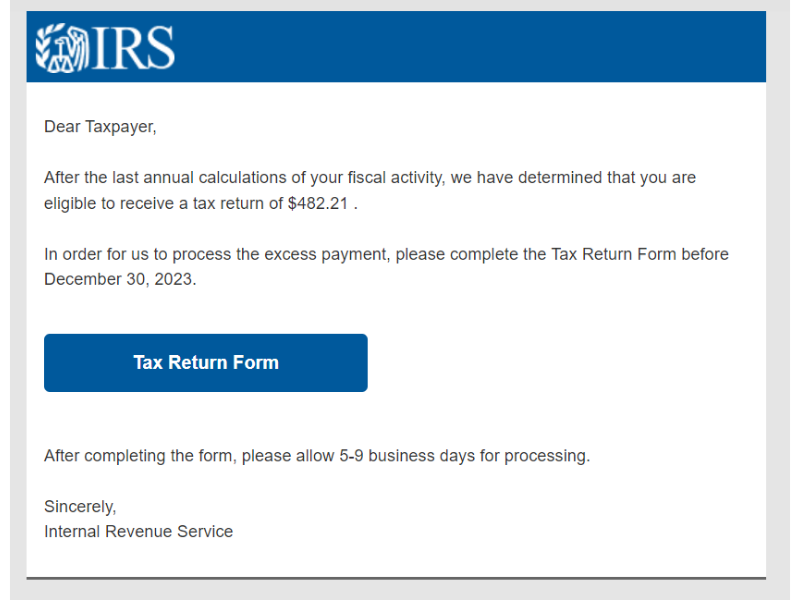 IRS
Dear Taxpayer,
After the last annual calculations of your fiscal activity, we have determined that you are
eligible to receive a tax return of $482.21 .
In order for us to process the excess payment, please complete the Tax Return Form before
December 30, 2023.
Tax Return Form
After completing the form, please allow 5-9 business days for processing.
Sincerely,
Internal Revenue Service